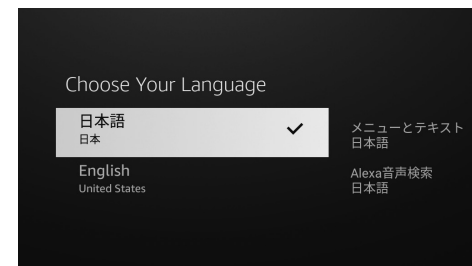 Choose Your Language
日本語
日本
English
United States
メニューとテキスト
日本語
Alexa音声検索
日本語